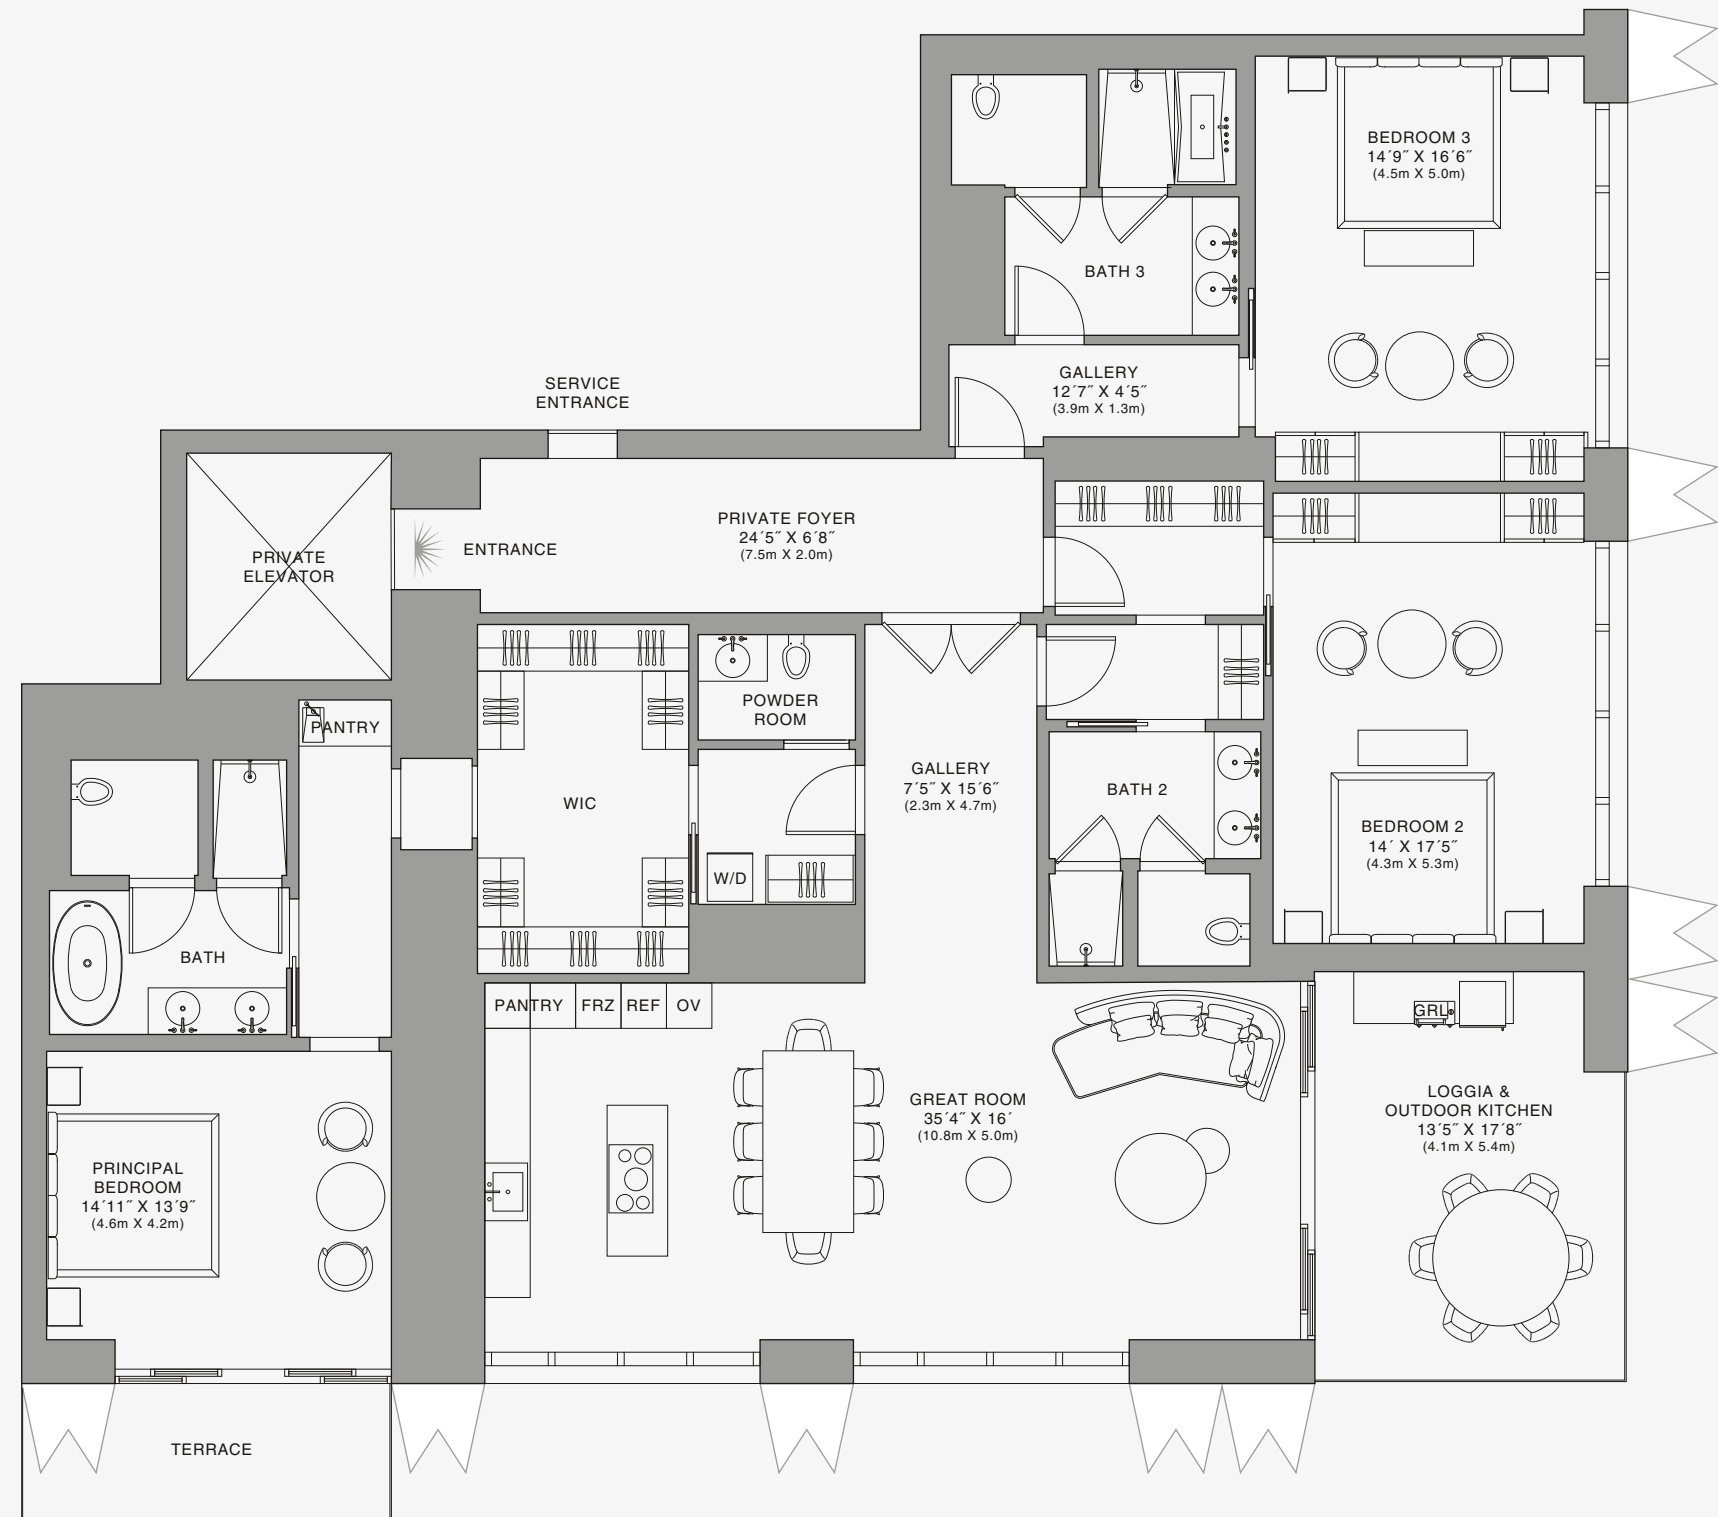 BEDROOM 3
14´9˝ X 16´6˝
(4.5m X 5.0m)
BATH 3
GALLERY
12´7˝ X 4´5˝
(3.9m X 1.3m)
SERVICE
ENTRANCE
PRIVATE FOYER
24´5˝ X 6´8˝
(7.5m X 2.0m)
ENTRANCE
PRIVATE
ELEVATOR
PANTRY
POWDER
ROOM
WIC
GALLERY
7´5˝ X 15´6˝
(2.3m X 4.7m)
BATH 2
BEDROOM 2
14´ X 17´5˝
(4.3m X 5.3m)
W/D
BATH
PANTRY
FRZ
REF
OV
GRL
GREAT ROOM
35´4˝ X 16´
(10.8m X 5.0m)
LOGGIA &
OUTDOOR KITCHEN
13´5˝ X 17´8˝
(4.1m X 5.4m)
PRINCIPAL
BEDROOM
14´11˝ X 13´9˝
(4.6m X 4.2m)
TERRACE